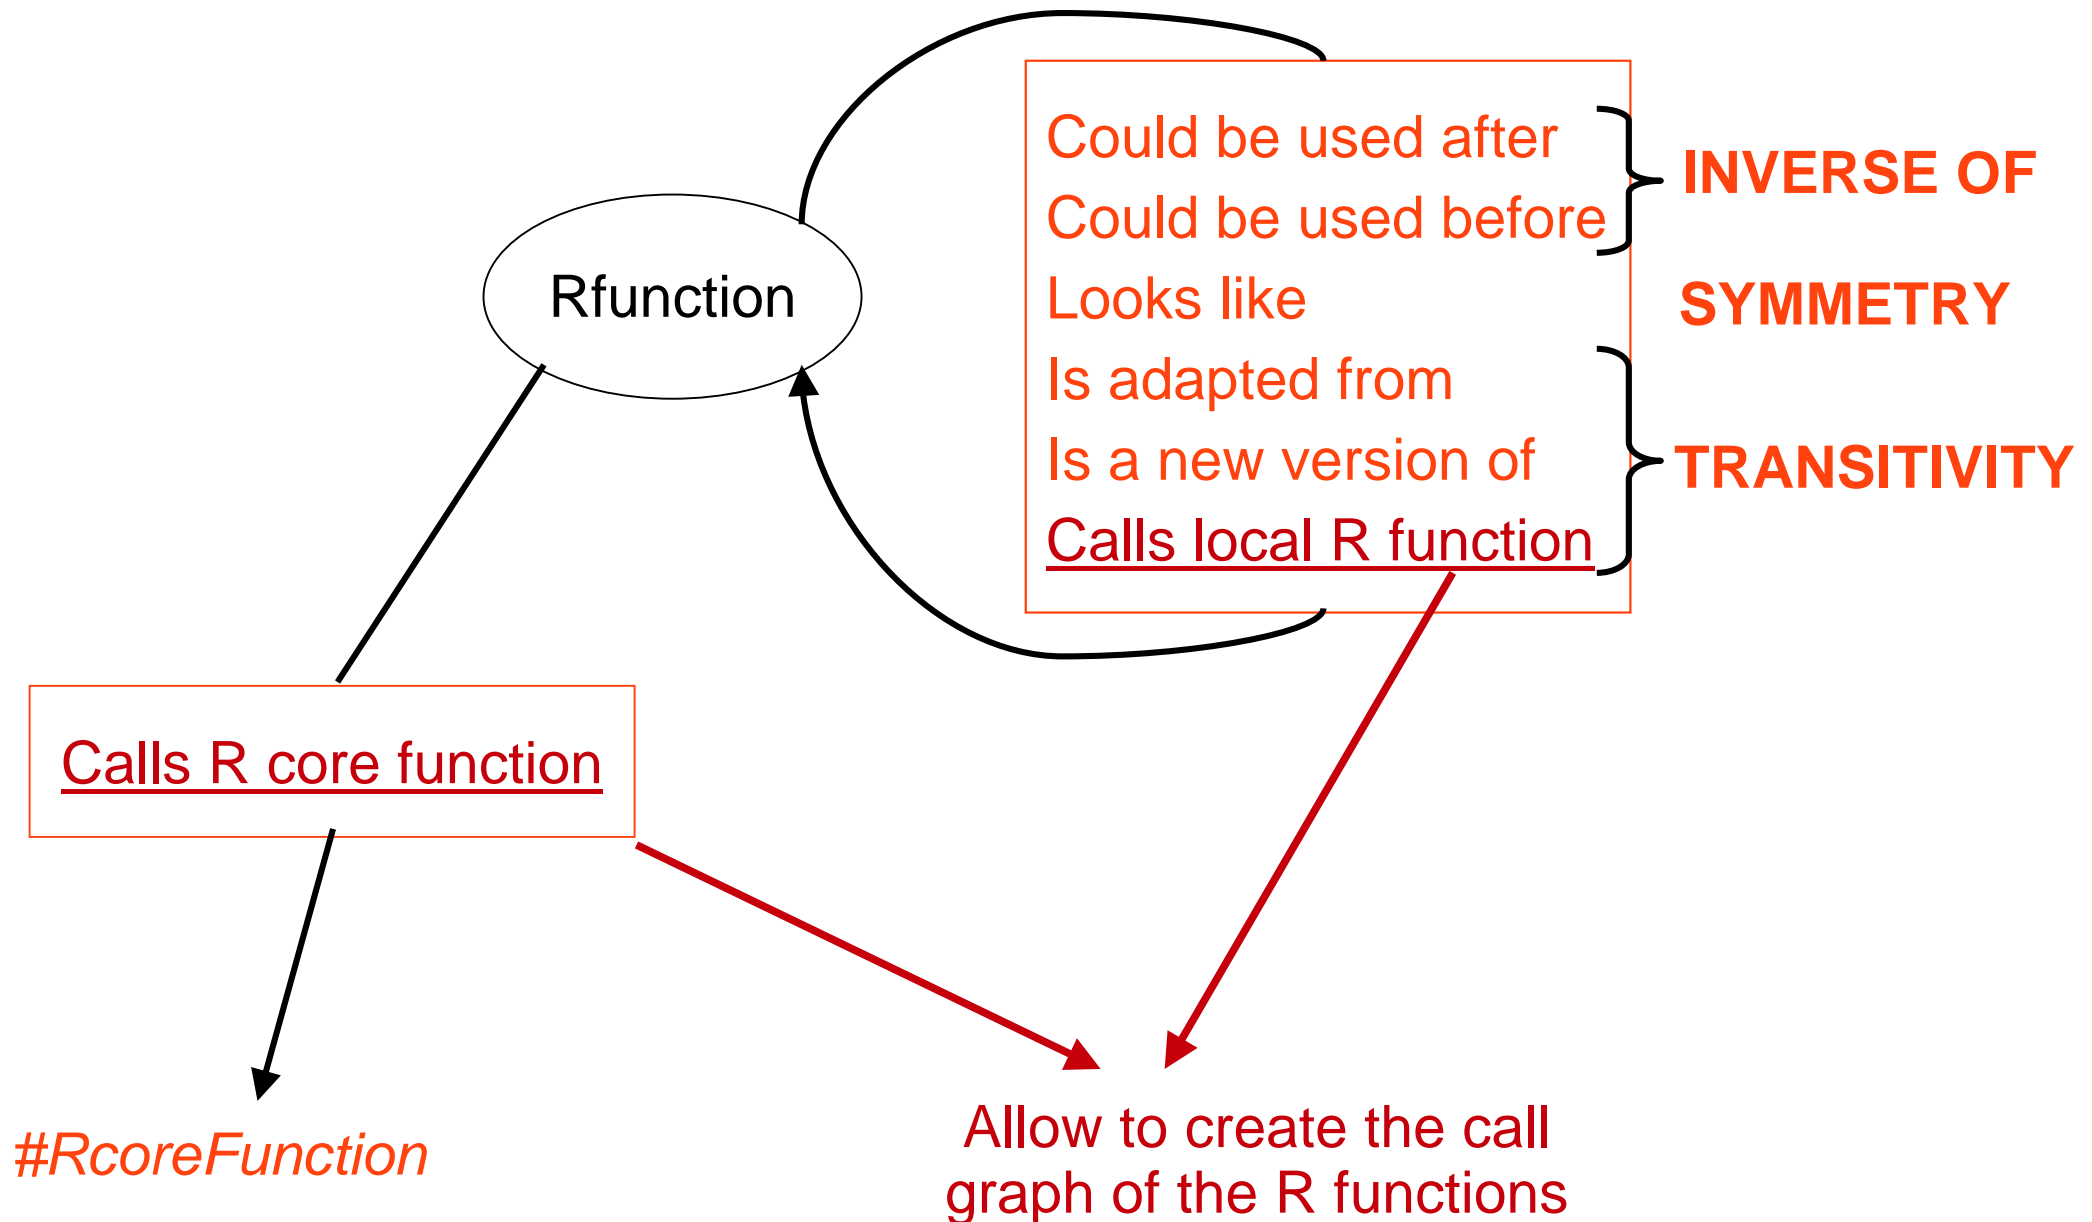 Could be used after
INVERSE OF
Could be used before
Rfunction
Looks like
SYMMETRY
Is adapted from
Is a new version of
TRANSITIVITY
Calls local R function
Calls R core function
#RcoreFunction
Allow to create the call
graph of the R functions